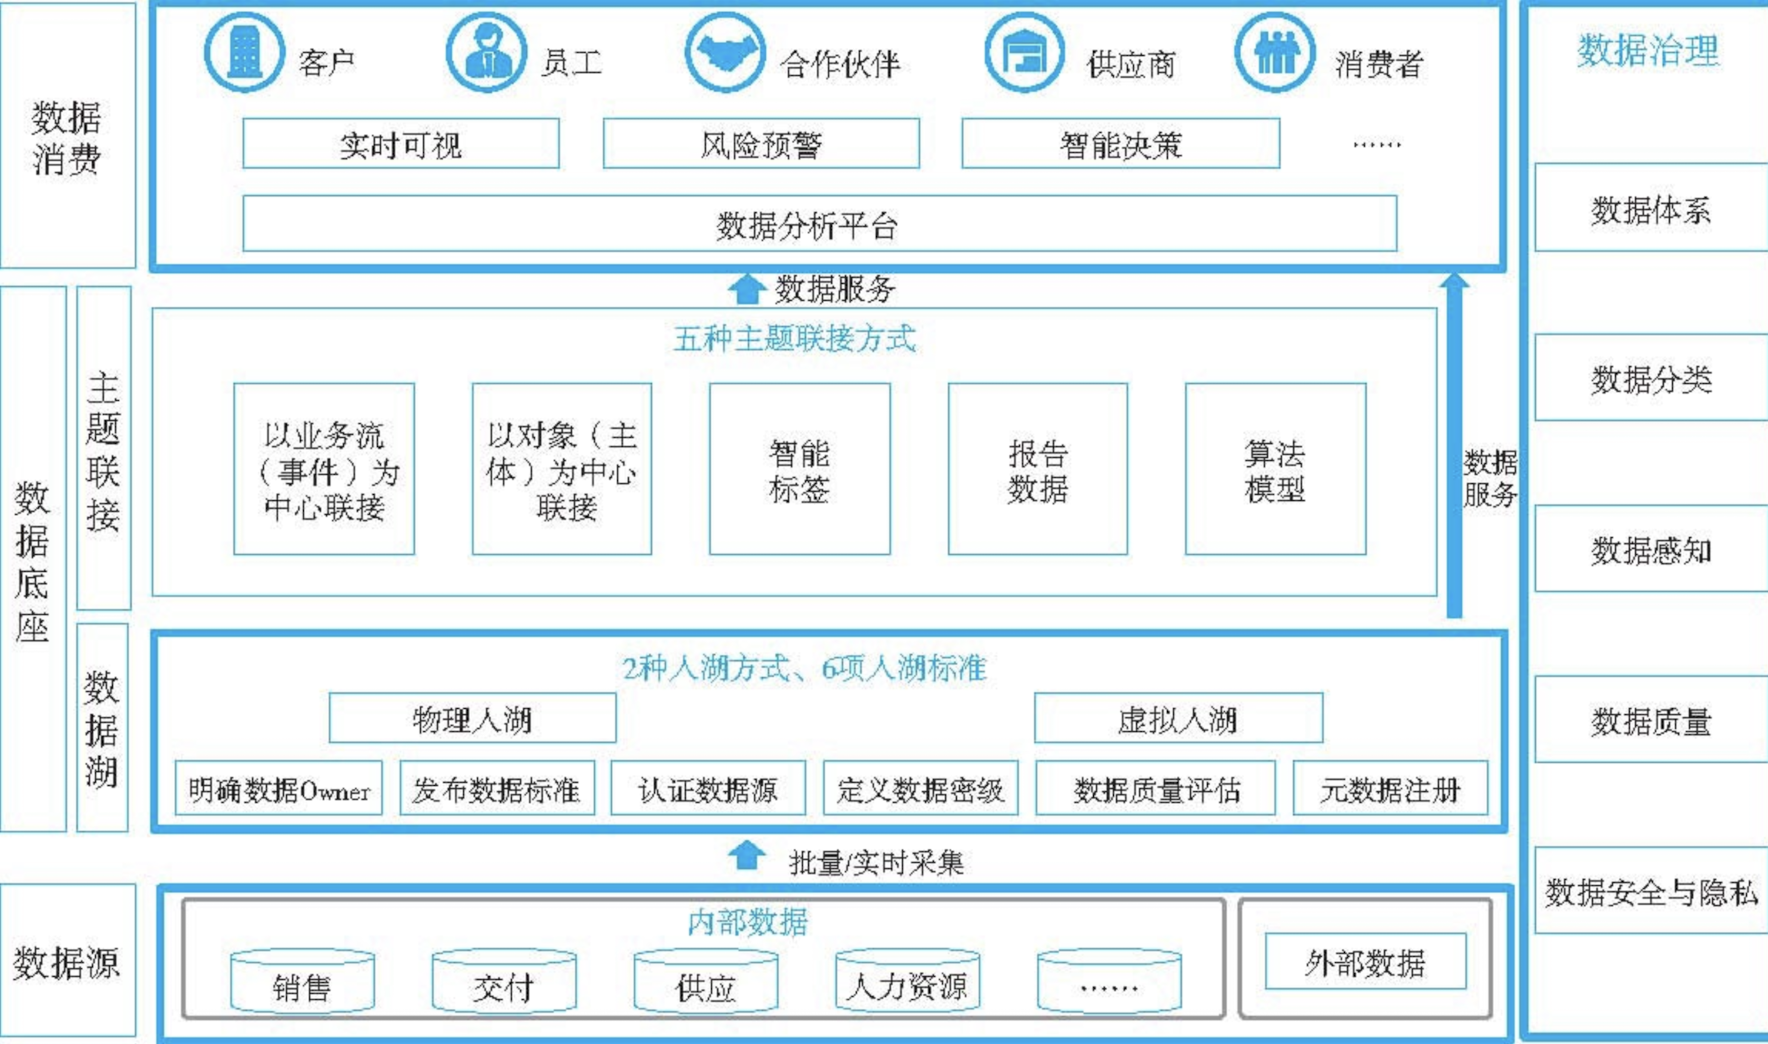 数据
消费
客户
员工
合作伙伴
供应商
消费者
实时可视
风险预警
智能决策
……
数据分析平台
数据服务
数据底座
主题联接
五种主题联接方式
以业务流
（事件）为
中心联接
以对象（主
体）为中心
联接
智能
标签
报告
数据
算法
模型
数据
服务
数据湖
2种入湖方式、6项入湖标准
物理入湖
虚拟入湖
明确数据Owner
发布数据标准
认证数据源
定义数据密级
数据质量评估
元数据注册
批量/实时采集
数据源
内部数据
销售
交付
供应
人力资源
……
外部数据
数据治理
数据体系
数据分类
数据感知
数据质量
数据安全与隐私